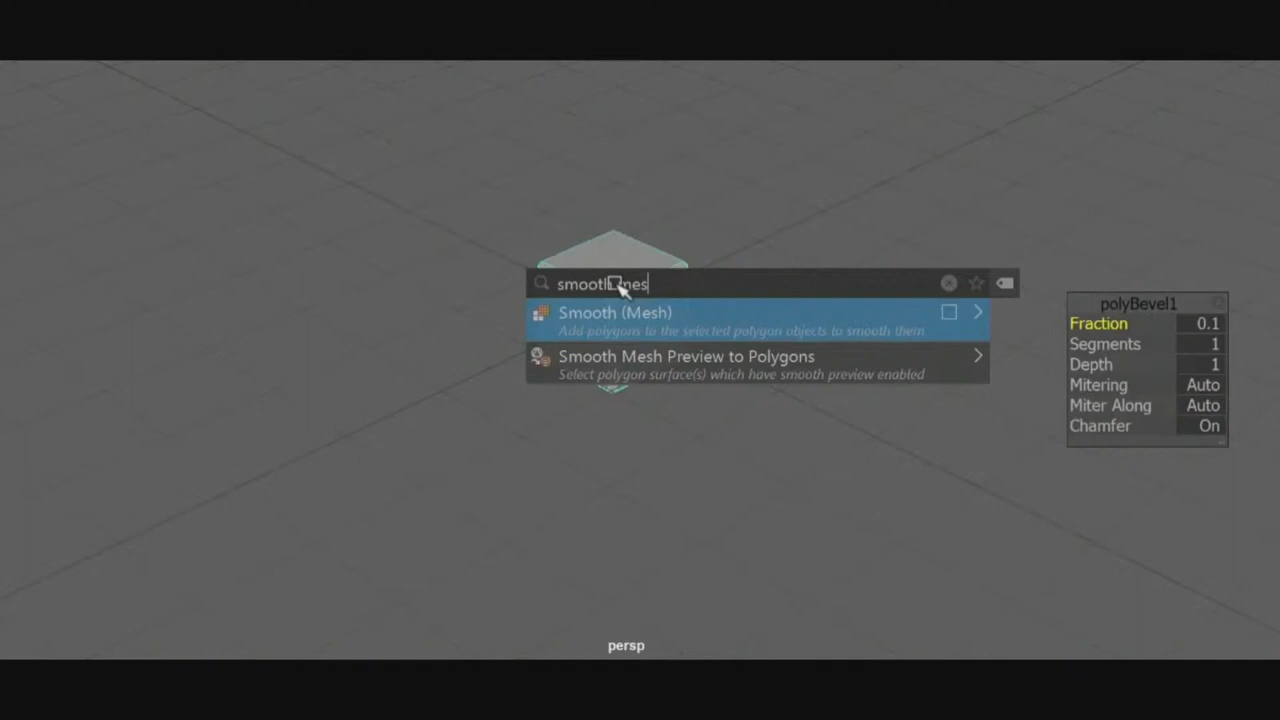 smooth mes
Smooth (Mesh)
Add polygons to the selected polygon objects to smooth them
Smooth Mesh Preview to Polygons
Select polygon surface(s) which have smooth preview enabled
polyBevel1
Fraction 0.1
Segments 1
Depth 1
Mitering Auto
Miter Along Auto
Chamfer On
persp